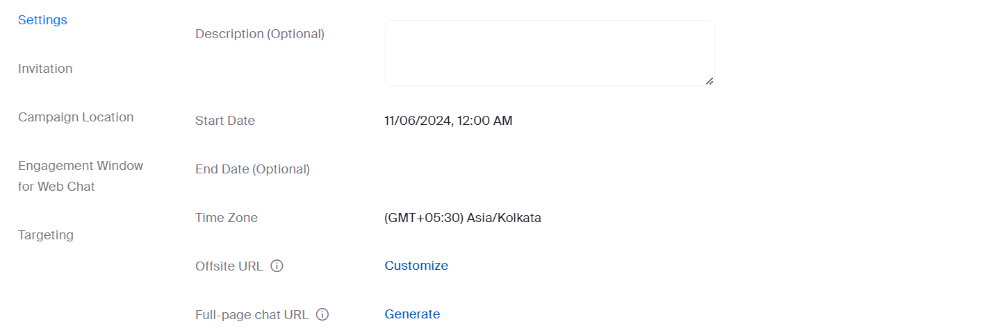 Settings
Invitation
Campaign Location
Engagement Window
for Web Chat
Targeting
Description (Optional)
Start Date
11/06/2024, 12:00 AM
End Date (Optional)
Time Zone
(GMT+05:30) Asia/Kolkata
Offsite URL
Customize
Full-page chat URL
Generate